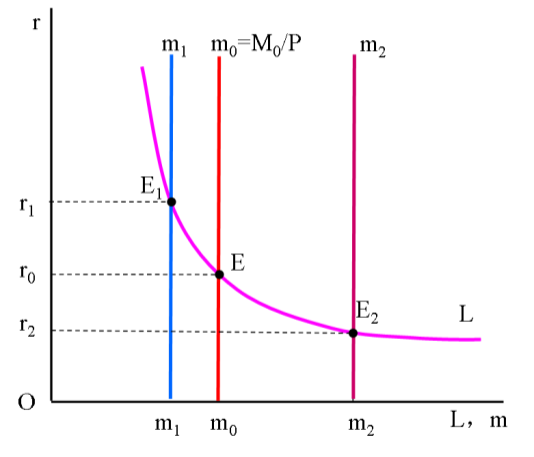 r
m₁ m₀=M₀/P m₂
E₁
r₁
E
r₀
E₂
L
r₂
O
m₁ m₀ m₂ L，m